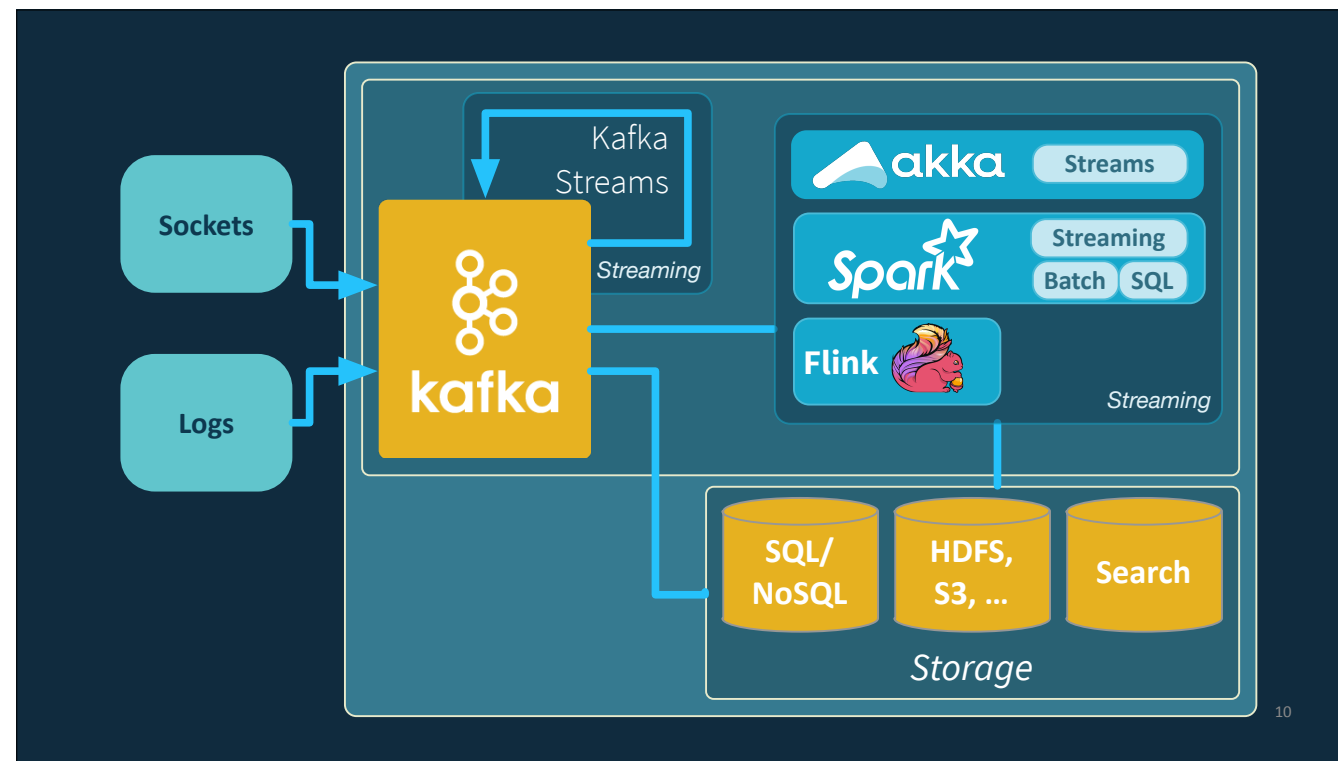 Sockets
Logs
Kafka
Streams
Streaming
kafka
akka
Streams
Spark
Streaming
Batch
SQL
Flink
Streaming
SQL/
NoSQL
HDFS,
S3, …
Search
Storage
10